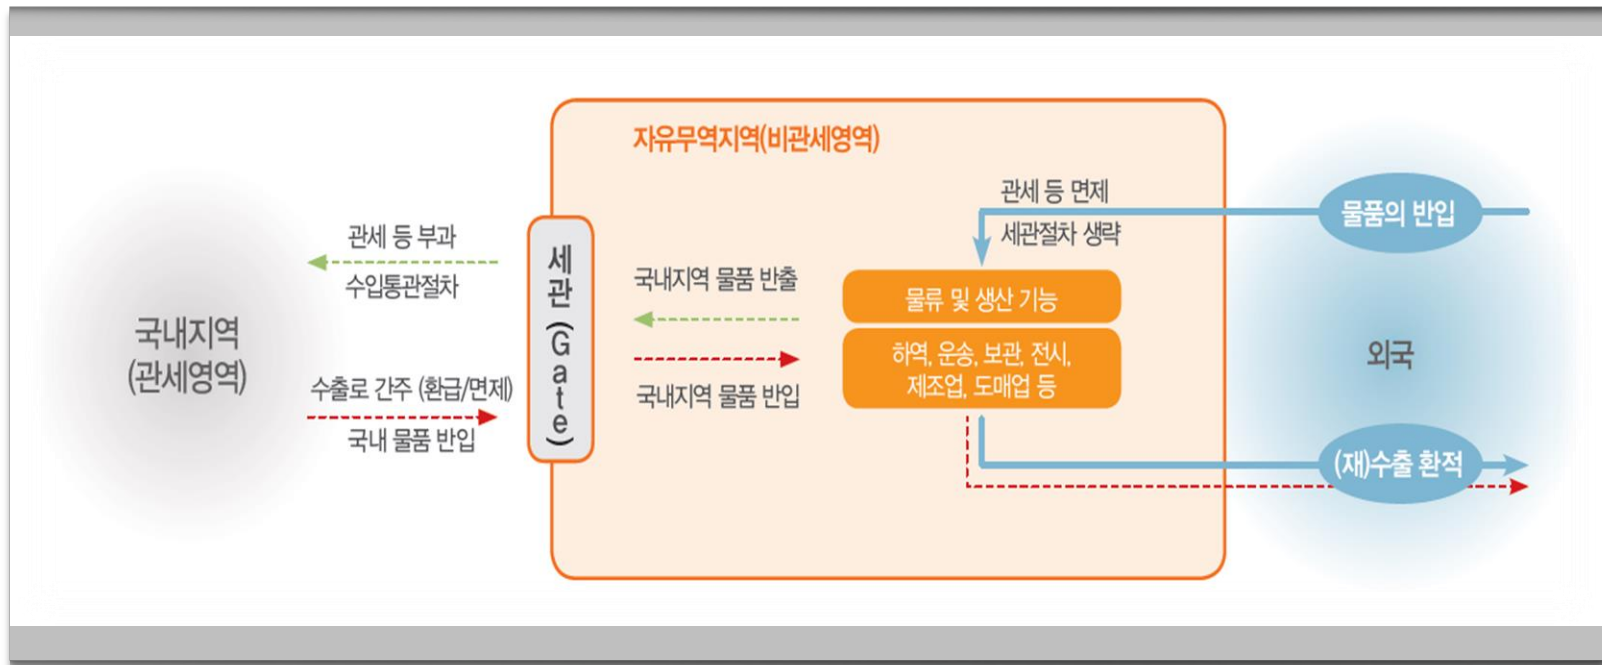 자유무역지역(비관세영역)
관세 등 면제
세관절차 생략
물품의 반입
관세 등 부과
수입통관절차
세관 (Gate)
국내지역 물품 반출
물류 및 생산 기능
국내지역
(관세영역)
하역, 운송, 보관, 전시,
제조업, 도매업 등
외국
수출로 간주 (환급/면제)
국내 물품 반입
국내지역 물품 반입
(재)수출 환적